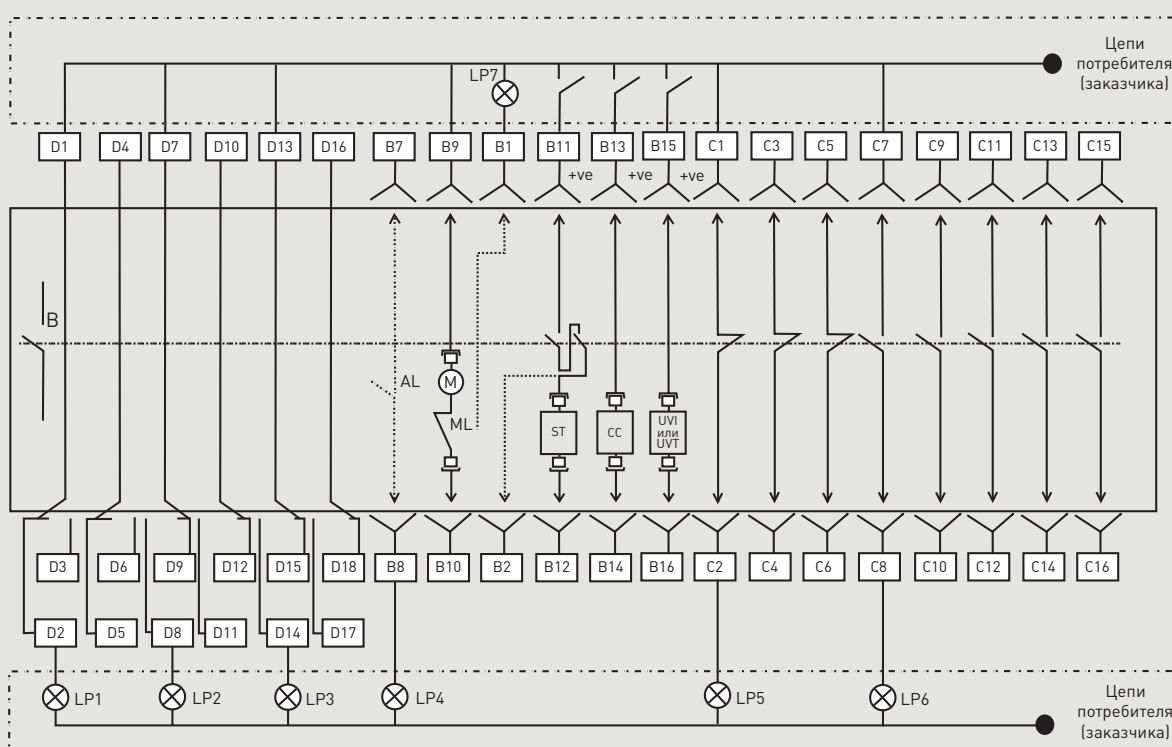 Цепи
потребителя
(заказчика)
LP7
D1 D4 D7 D10 D13 D16 B7 B9 B1 B11 B13 B15 C1 C3 C5 C7 C9 C11 C13 C15
+ve +ve +ve
B
AL
M
ML
ST
CC
UVI
или
UVT
D3 D6 D9 D12 D15 D18 B8 B10 B2 B12 B14 B16 C2 C4 C6 C8 C10 C12 C14 C16
D2 D5 D8 D11 D14 D17
LP1 LP2 LP3 LP4 LP5 LP6
Цепи
потребителя
(заказчика)